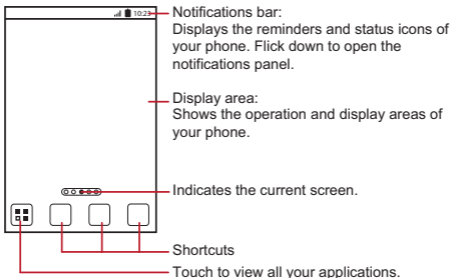 10:23
Notifications bar:
Displays the reminders and status icons of
your phone. Flick down to open the
notifications panel.
Display area:
Shows the operation and display areas of
your phone.
Indicates the current screen.
Shortcuts
Touch to view all your applications.